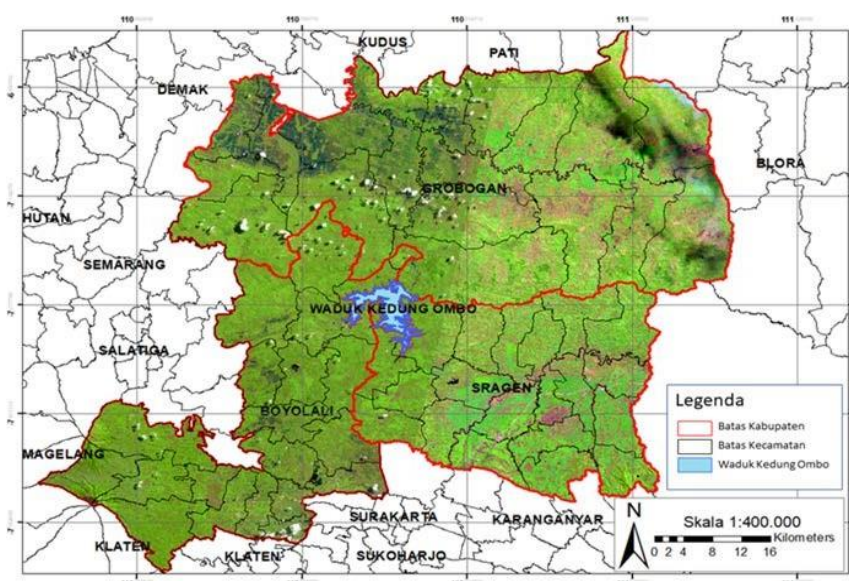 110
110
110
111
111
KUDUS
PATI
DEMAK
BLORA
GROBOGAN
HUTAN
SEMARANG
WADUK KEDUNG OMBO
SALATIGA
SRAGEN
BOYOLALI
MAGELANG
SURAKARTA
KARANGANYAR
KLATEN
KLATEN
SUKOHARJO
Legenda
Batas Kabupaten
Batas Kecamatan
Waduk Kedung Ombo
N
Skala 1:400.000
Kilometers
0 2 4 8 12 16